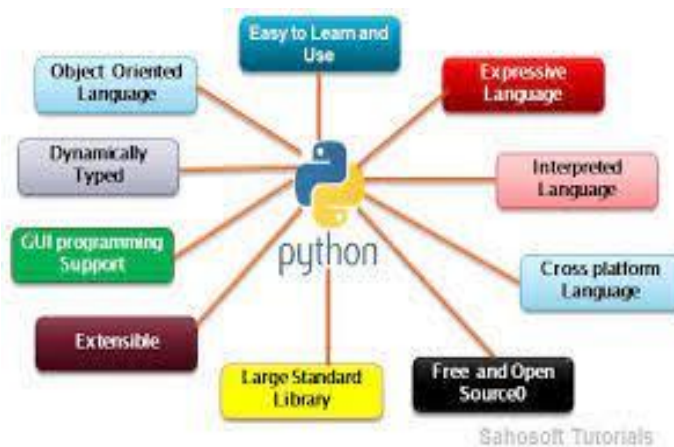 Easy to Learn and
Use
Object Oriented
Language
Expressive
Language
Dynamically
Typed
Interpreted
Language
GUI programming
Support
python
Cross platform
Language
Extensible
Large Standard
Library
Free and Open
Source0
Sahosoft Tutorials